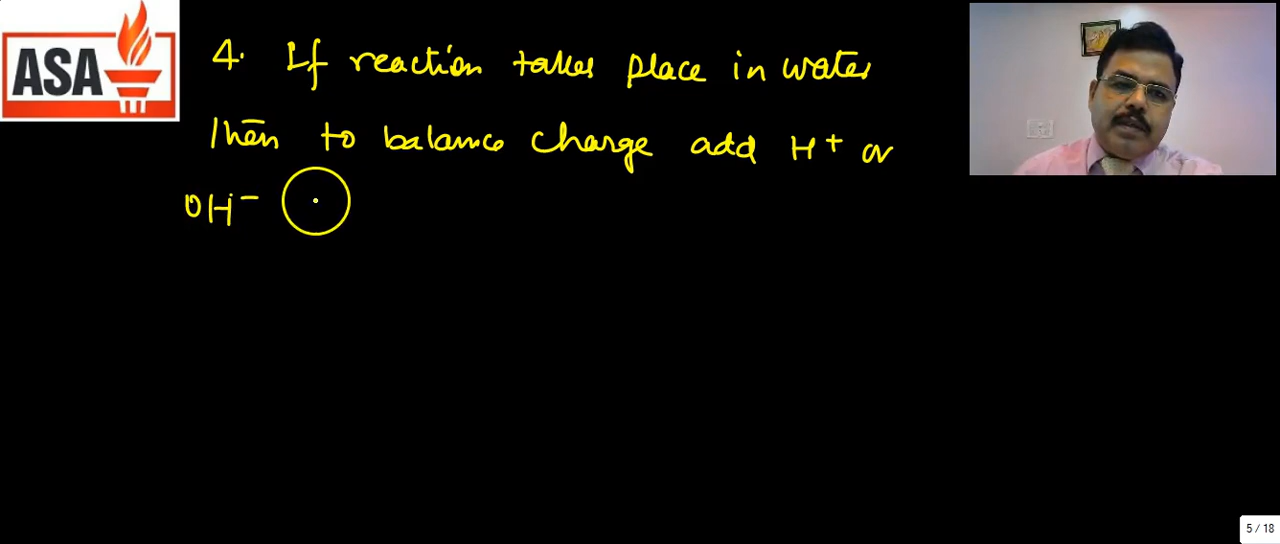 ASA
4. If reaction takes place in water
then to balance charge add H+ or
OH-
5 / 18